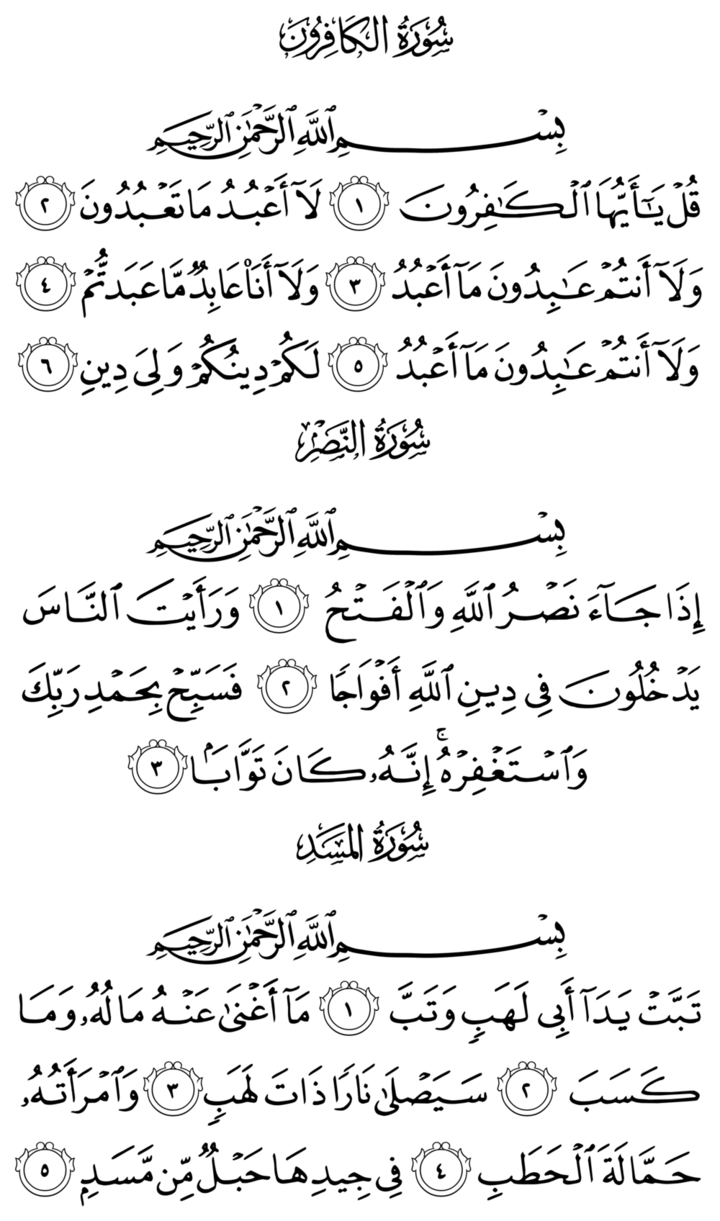 سُورَةُ الكَافِرُونَ
بِسْمِ ٱللَّهِ ٱلرَّحْمَٰنِ ٱلرَّحِيمِ
قُلْ يَٰٓأَيُّهَا ٱلْكَٰفِرُونَ ١ لَآ أَعْبُدُ مَا تَعْبُدُونَ ٢
وَلَآ أَنتُمْ عَٰبِدُونَ مَآ أَعْبُدُ ٣ وَلَآ أَنَا۠ عَابِدٌ مَّا عَبَدتُّمْ ٤
وَلَآ أَنتُمْ عَٰبِدُونَ مَآ أَعْبُدُ ٥ لَكُمْ دِينُكُمْ وَلِىَ دِينِ ٦
سُورَةُ النَّصْرِ
بِسْمِ ٱللَّهِ ٱلرَّحْمَٰنِ ٱلرَّحِيمِ
إِذَا جَآءَ نَصْرُ ٱللَّهِ وَٱلْفَتْحُ ١ وَرَأَيْتَ ٱلنَّاسَ
يَدْخُلُونَ فِى دِينِ ٱللَّهِ أَفْوَاجًا ٢ فَسَبِّحْ بِحَمْدِ رَبِّكَ
وَٱسْتَغْفِرْهُ ۚ إِنَّهُۥ كَانَ تَوَّابًۢا ٣
سُورَةُ المَسَدِ
بِسْمِ ٱللَّهِ ٱلرَّحْمَٰنِ ٱلرَّحِيمِ
تَبَّتْ يَدَآ أَبِى لَهَبٍ وَتَبَّ ١ مَآ أَغْنَىٰ عَنْهُ مَالُهُۥ وَمَا
كَسَبَ ٢ سَيَصْلَىٰ نَارًا ذَاتَ لَهَبٍ ٣ وَٱمْرَأَتُهُۥ
حَمَّالَةَ ٱلْحَطَبِ ٤ فِى جِيدِهَا حَبْلٌ مِّن مَّسَدٍۭ ٥